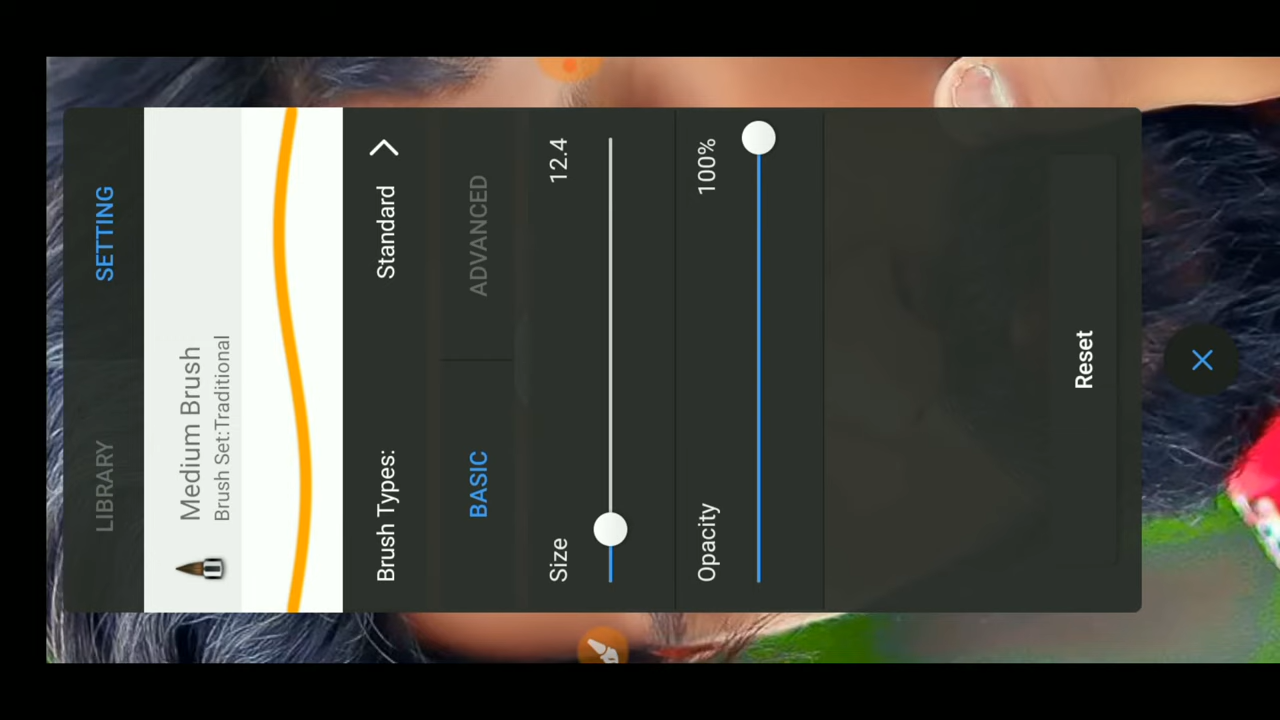 LIBRARY SETTING
Medium Brush
Brush Set:Traditional
Brush Types: Standard
BASIC ADVANCED
Size 12.4
Opacity 100%
Reset